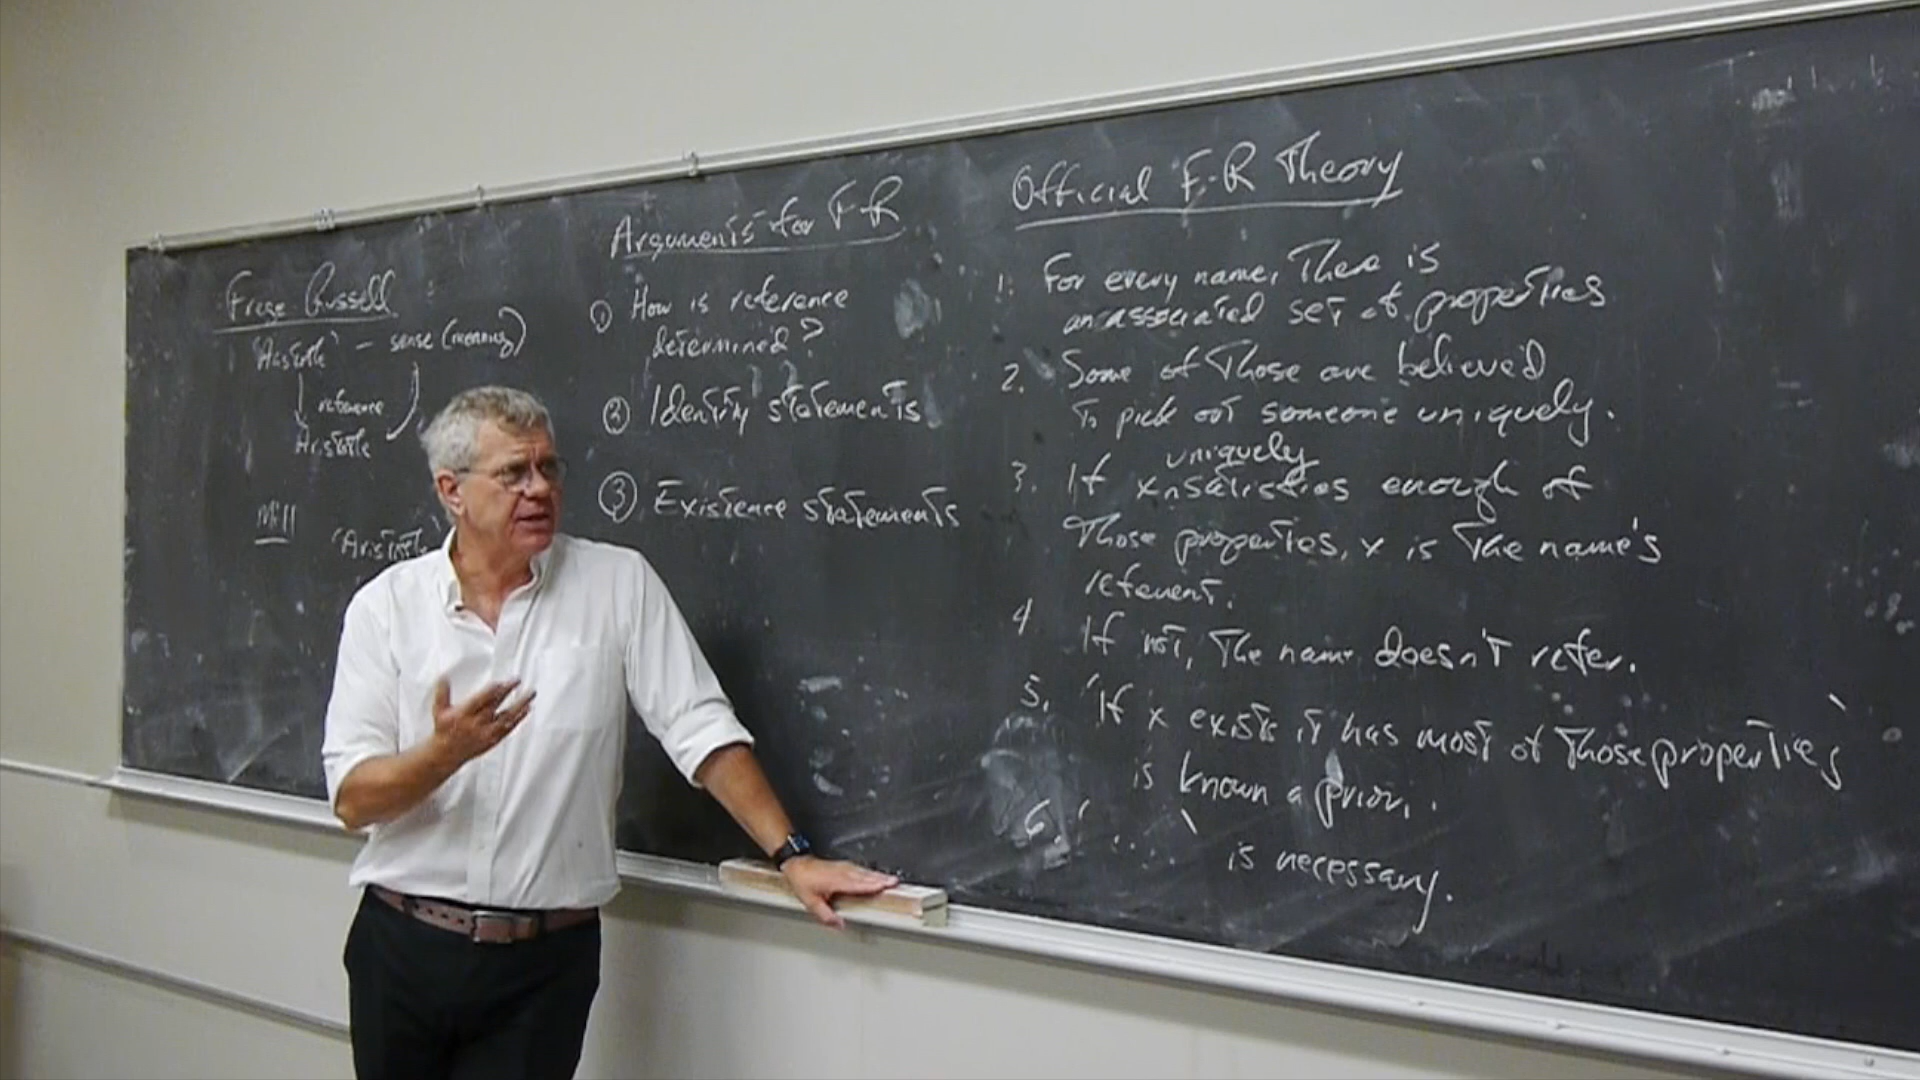 Frege Russell
'Aristotle' – sense (meaning)
reference
Aristotle
Mill
'Aristotle
Arguments for F-R
① How is reference
determined?
② Identity statements
③ Existence statements
Official F-R Theory
1. For every name, there is
an associated set of properties
2. Some of those are believed
to pick out someone uniquely.
uniquely
3. If x ∧ satisfies enough of
those properties, x is the name's
referent.
4. If not, the name doesn't refer.
5. 'If x exists it has most of those properties'
is known a priori.
6. ' . . . ' is necessary.